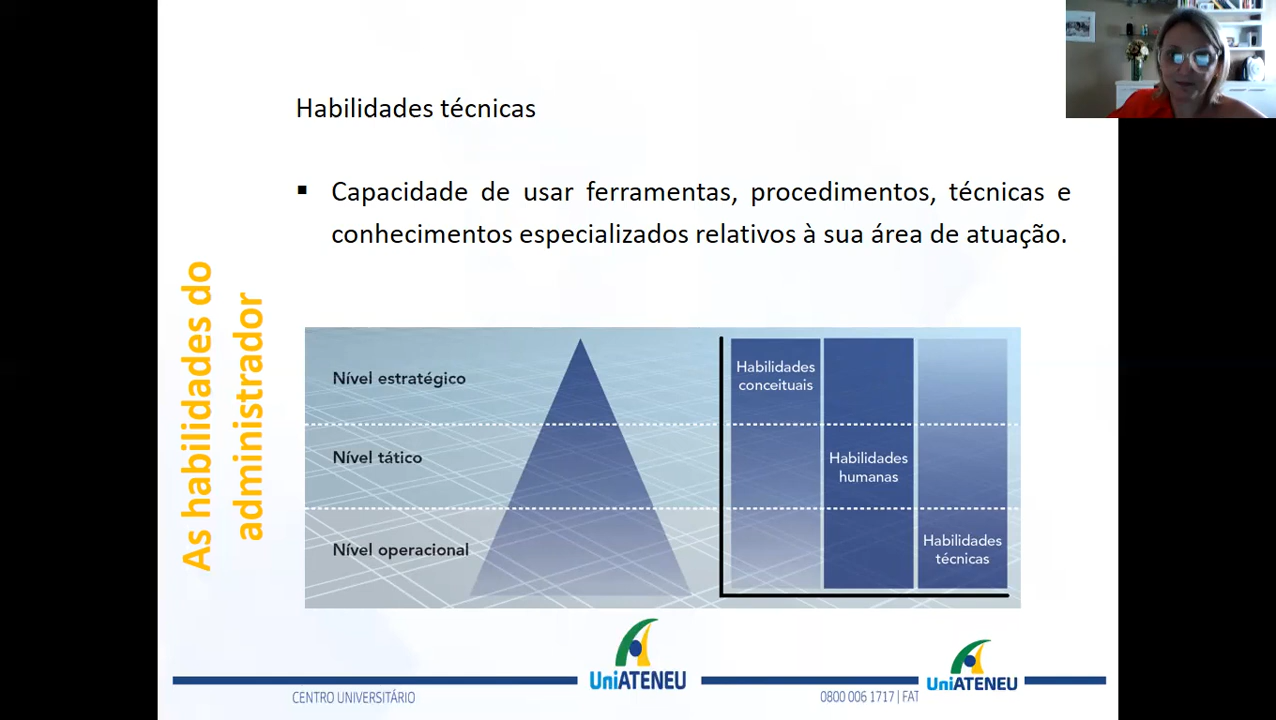 Habilidades técnicas
▪ Capacidade de usar ferramentas, procedimentos, técnicas e
conhecimentos especializados relativos à sua área de atuação.
As habilidades do
administrador
Nível estratégico
Nível tático
Nível operacional
Habilidades
conceituais
Habilidades
humanas
Habilidades
técnicas
UniATENEU
UniATENEU
CENTRO UNIVERSITÁRIO
0800 006 1717 | FAT